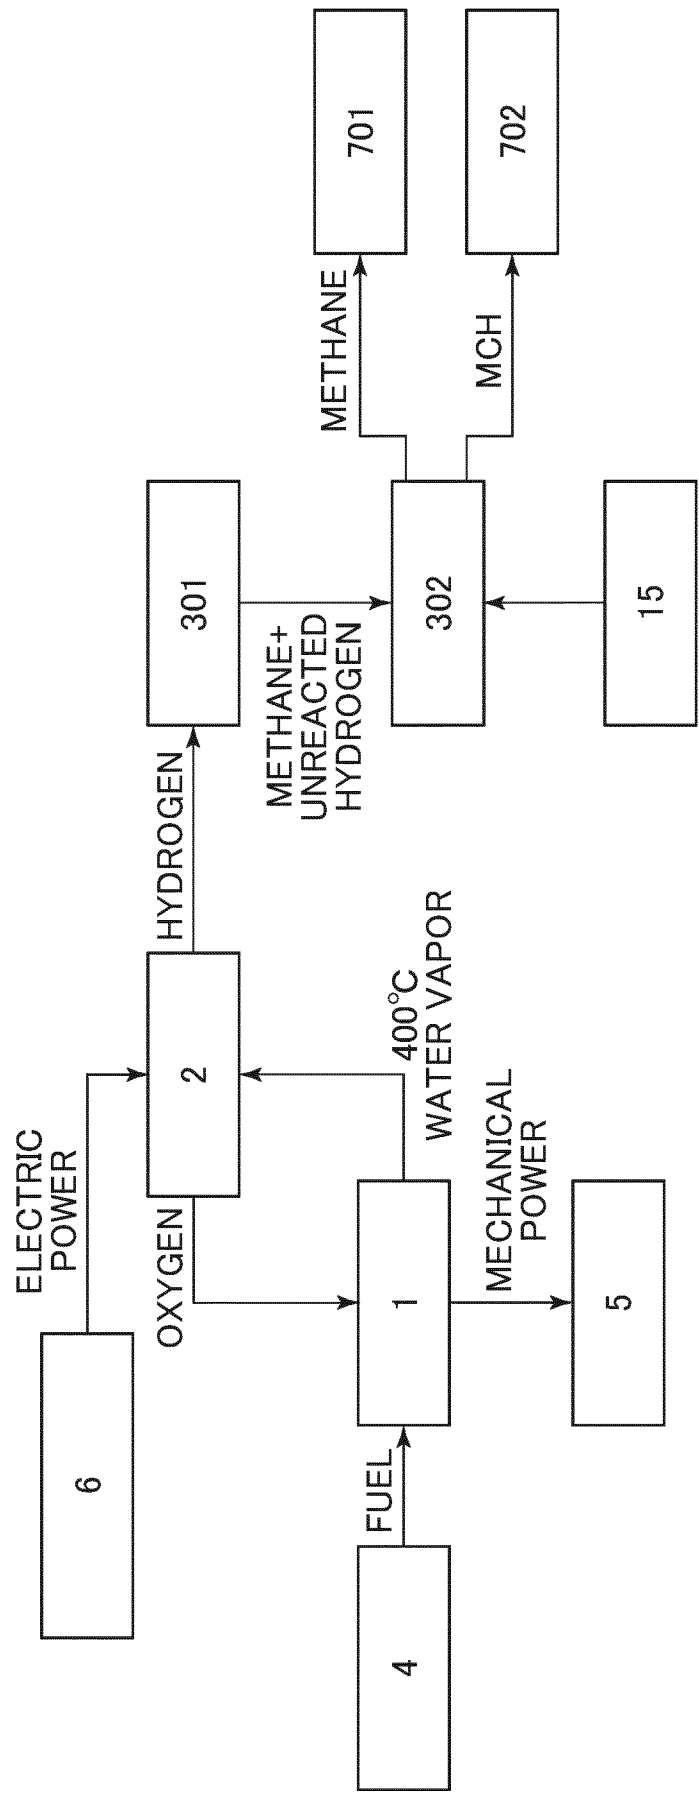 6
ELECTRIC
POWER
4
FUEL
1
OXYGEN
2
400°C
WATER VAPOR
MECHANICAL
POWER
5
HYDROGEN
301
METHANE+
UNREACTED
HYDROGEN
302
15
METHANE
701
MCH
702